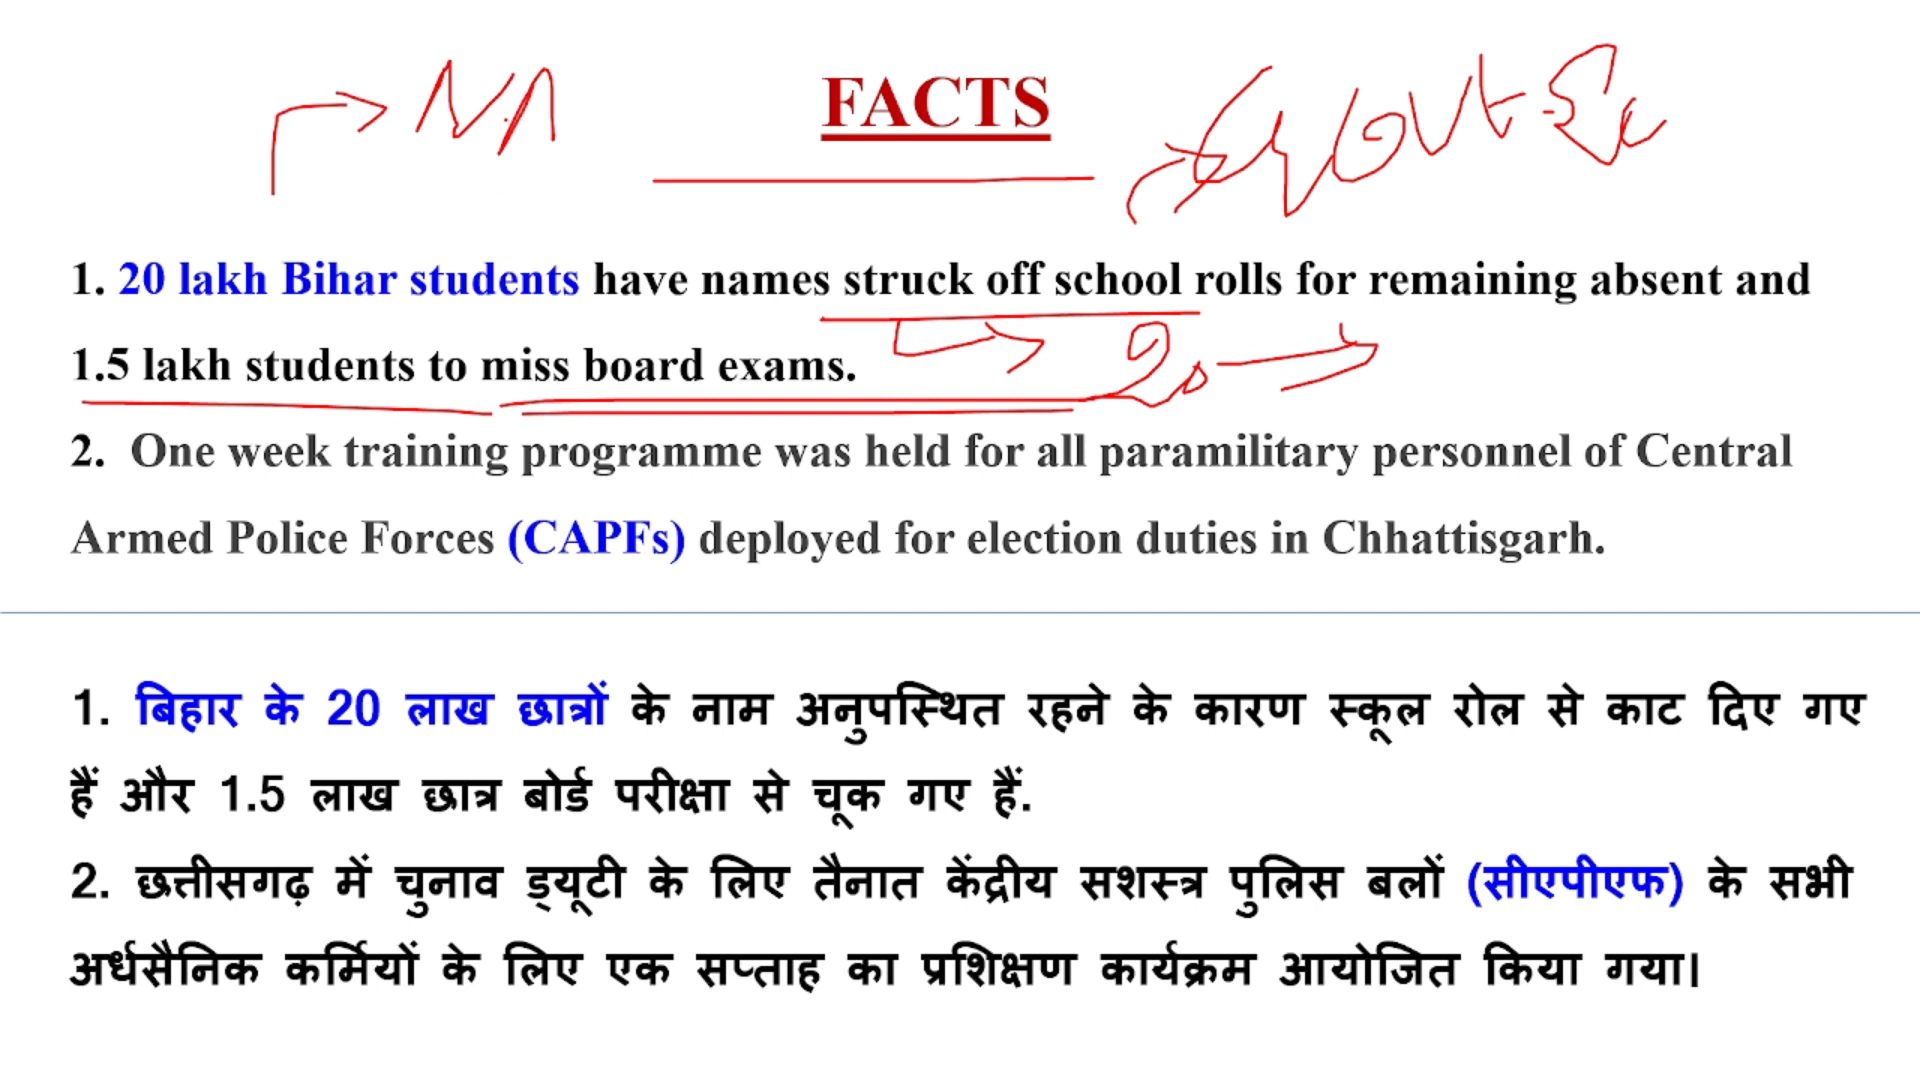 FACTS
1. 20 lakh Bihar students have names struck off school rolls for remaining absent and
1.5 lakh students to miss board exams.
2. One week training programme was held for all paramilitary personnel of Central
Armed Police Forces (CAPFs) deployed for election duties in Chhattisgarh.
1. बिहार के 20 लाख छात्रों के नाम अनुपस्थित रहने के कारण स्कूल रोल से काट दिए गए
हैं और 1.5 लाख छात्र बोर्ड परीक्षा से चूक गए हैं.
2. छत्तीसगढ़ में चुनाव ड्यूटी के लिए तैनात केंद्रीय सशस्त्र पुलिस बलों (सीएपीएफ) के सभी
अर्धसैनिक कर्मियों के लिए एक सप्ताह का प्रशिक्षण कार्यक्रम आयोजित किया गया।